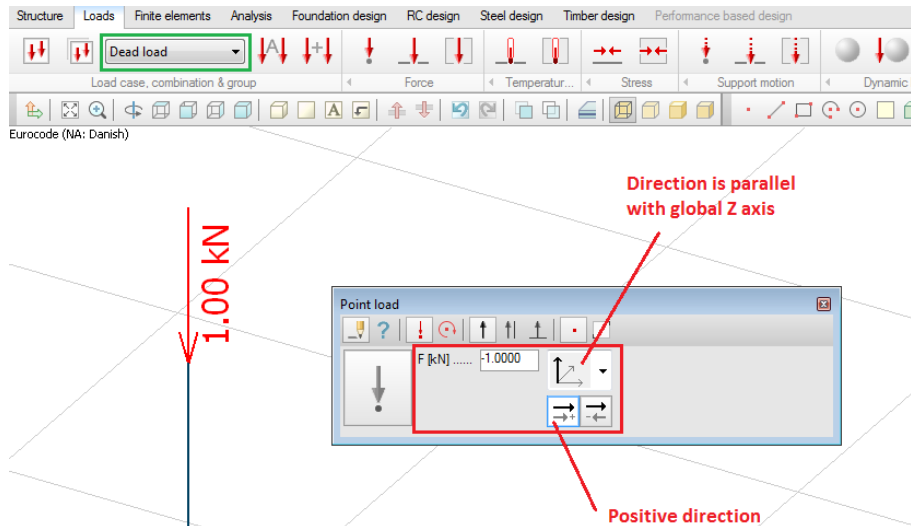 Structure Loads Finite elements Analysis Foundation design RC design Steel design Timber design Performance based design
Dead load
A
Load case, combination & group Force Temperatur... Stress Support motion Dynamic
A
Eurocode (NA: Danish)
Direction is parallel
with global Z axis
1.00 kN
Point load
?
F [kN] ...... -1.0000
Positive direction